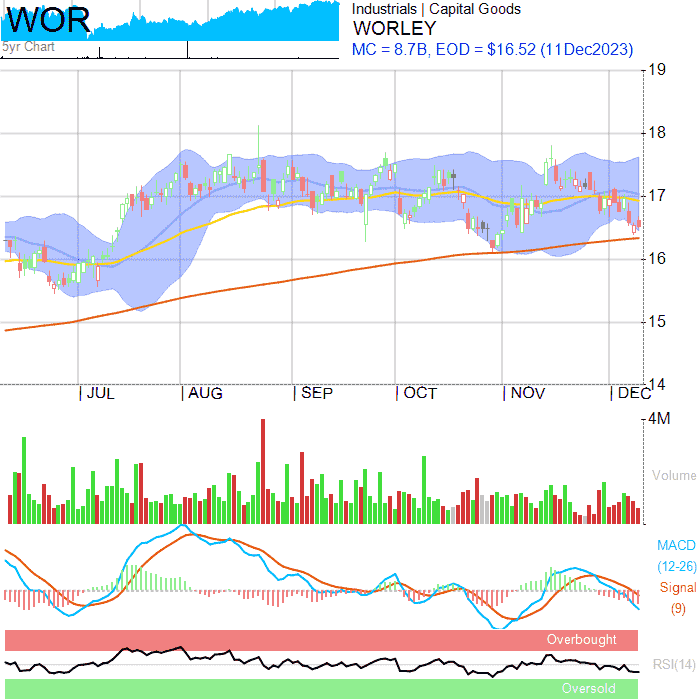 WOR
5yr Chart
Industrials | Capital Goods
WORLEY
MC = 8.7B, EOD = $16.52 (11Dec2023)
19
18
17
16
15
14
JUL
AUG
SEP
OCT
NOV
DEC
4M
Volume
MACD
(12-26)
Signal
(9)
Overbought
RSI(14)
Oversold